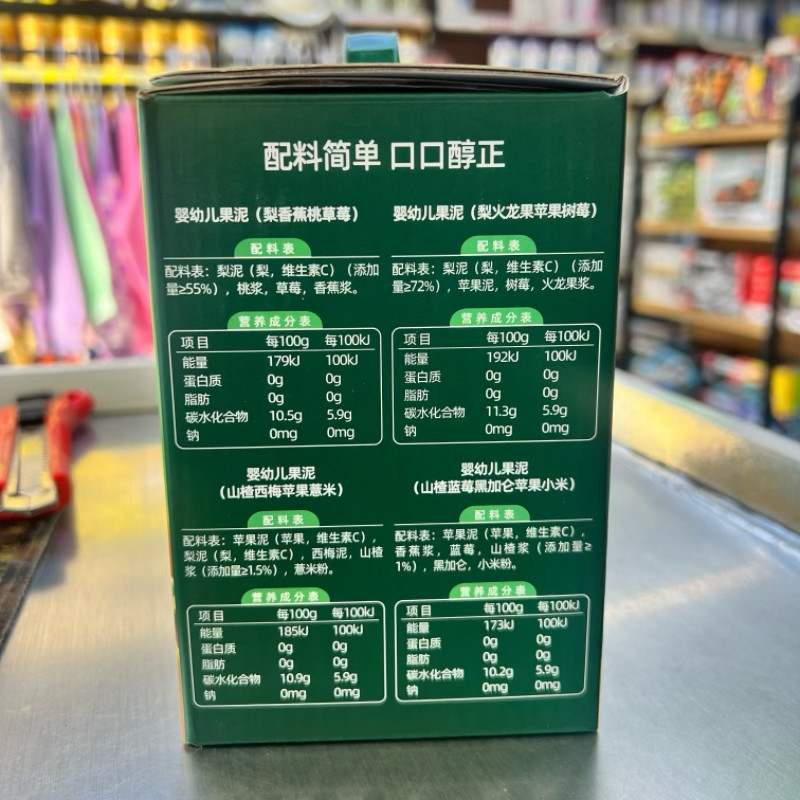 配料简单 口口醇正
婴幼儿果泥（梨香蕉桃草莓）
配料表
配料表：梨泥（梨，维生素C）（添加
量≥55%），桃浆，草莓，香蕉浆。
营养成分表
项目 每100g 每100kJ
能量 179kJ 100kJ
蛋白质 0g 0g
脂肪 0g 0g
碳水化合物 10.5g 5.9g
钠 0mg 0mg
婴幼儿果泥（梨火龙果苹果树莓）
配料表
配料表：梨泥（梨，维生素C）（添加
量≥72%），苹果泥，树莓，火龙果浆。
营养成分表
项目 每100g 每100kJ
能量 192kJ 100kJ
蛋白质 0g 0g
脂肪 0g 0g
碳水化合物 11.3g 5.9g
钠 0mg 0mg
婴幼儿果泥
（山楂西梅苹果薏米）
配料表
配料表：苹果泥（苹果，维生素C），
梨泥（梨，维生素C），西梅泥，山楂
浆（添加量≥1.5%），薏米粉。
营养成分表
项目 每100g 每100kJ
能量 185kJ 100kJ
蛋白质 0g 0g
脂肪 0g 0g
碳水化合物 10.9g 5.9g
钠 0mg 0mg
婴幼儿果泥
（山楂蓝莓黑加仑苹果小米）
配料表
配料表：苹果泥（苹果，维生素C），
香蕉浆，蓝莓，山楂浆（添加量≥
1%），黑加仑，小米粉。
营养成分表
项目 每100g 每100kJ
能量 173kJ 100kJ
蛋白质 0g 0g
脂肪 0g 0g
碳水化合物 10.2g 5.9g
钠 0mg 0mg